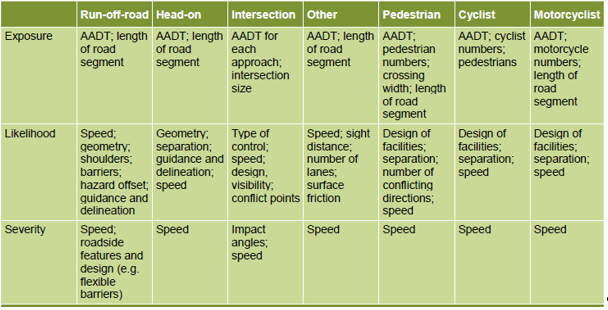 Run-off-road Head-on Intersection Other Pedestrian Cyclist Motorcyclist
Exposure
AADT; length
of road
segment
AADT; length
of road
segment
AADT for
each
approach;
intersection
size
AADT; length
of road
segment
AADT;
pedestrian
numbers;
crossing
width; length
of road
segment
AADT; cyclist
numbers;
pedestrians
AADT;
motorcycle
numbers;
length of
road
segment
Likelihood
Speed;
geometry;
shoulders;
barriers;
hazard offset;
guidance and
delineation
Geometry;
separation;
guidance and
delineation;
speed
Type of
control;
speed;
design,
visibility;
conflict points
Speed; sight
distance;
number of
lanes;
surface
friction
Design of
facilities;
separation;
number of
conflicting
directions;
speed
Design of
facilities;
separation;
speed
Design of
facilities;
separation;
speed
Severity
Speed;
roadside
features and
design (e.g.
flexible
barriers)
Speed
Impact
angles;
speed
Speed
Speed
Speed
Speed